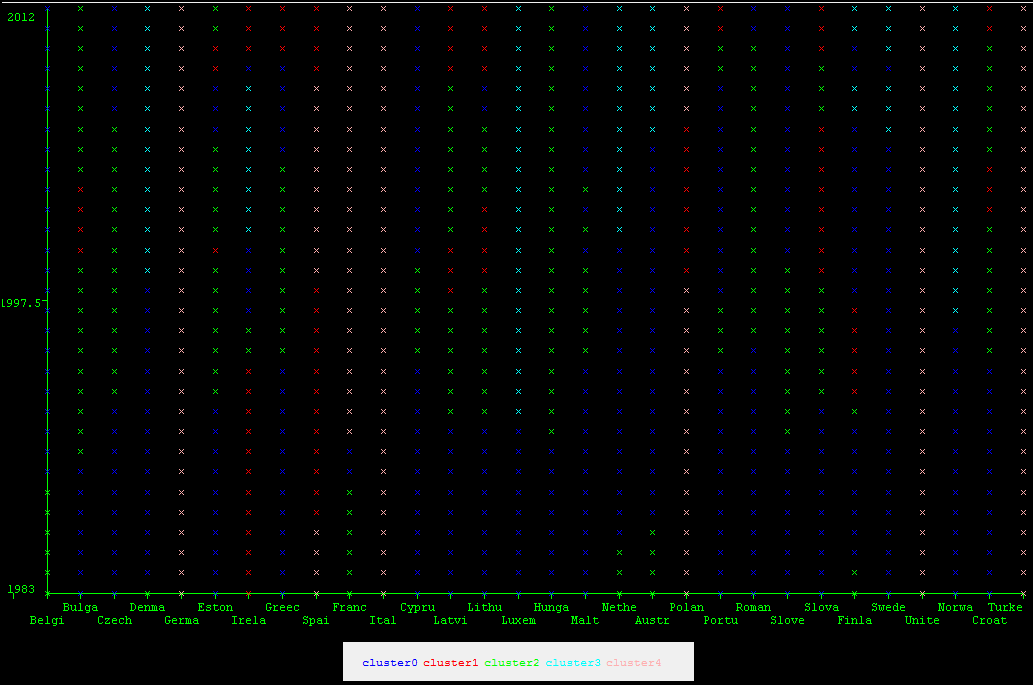 2012
1997.5
1983
Bulga Denma Eston Greec Franc Cypru Lithu Hunga Nethe Polan Roman Slova Swede Norwa Turke
Belgi Czech Germa Irela Spai Ital Latvi Luxem Malt Austr Portu Slove Finla Unite Croat
cluster0 cluster1 cluster2 cluster3 cluster4